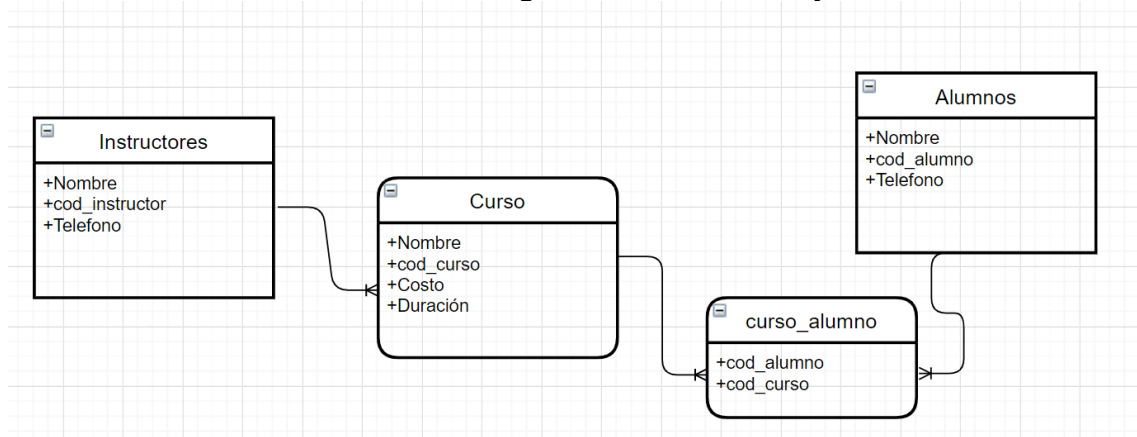 Instructores
+Nombre
+cod_instructor
+Telefono
Curso
+Nombre
+cod_curso
+Costo
+Duración
Alumnos
+Nombre
+cod_alumno
+Telefono
curso_alumno
+cod_alumno
+cod_curso